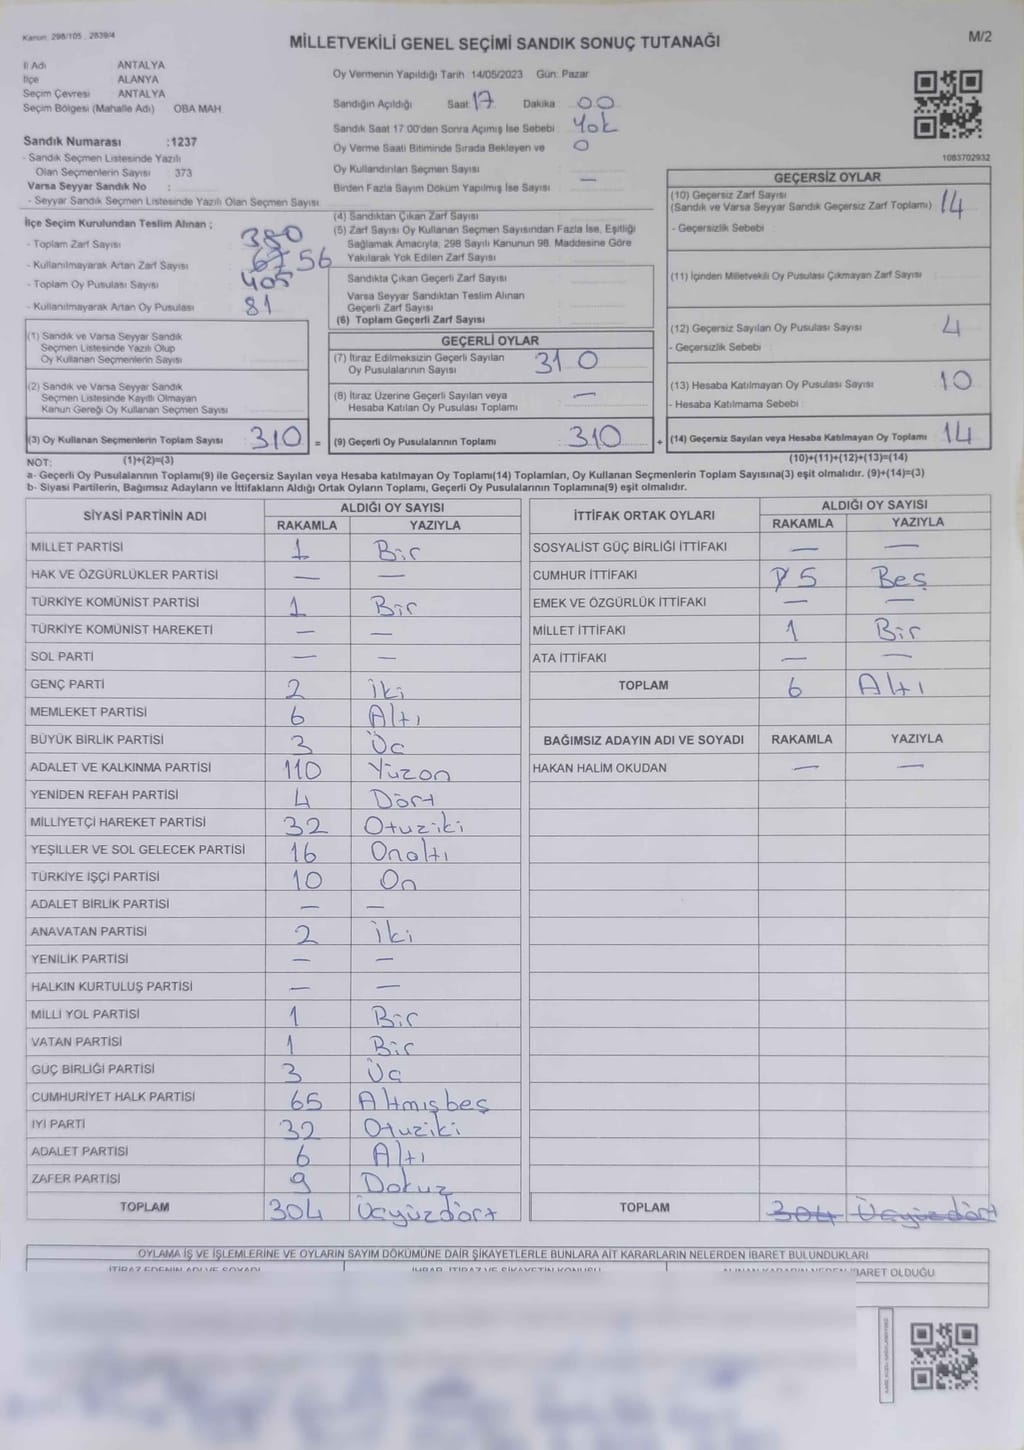 Kanun: 298/105 , 2839/4
MİLLETVEKİLİ GENEL SEÇİMİ SANDIK SONUÇ TUTANAĞI
M/2
İl Adı ANTALYA
İlçe ALANYA
Seçim Çevresi ANTALYA
Seçim Bölgesi (Mahalle Adı) OBA MAH
Sandık Numarası :1237
- Sandık Seçmen Listesinde Yazılı
Olan Seçmenlerin Sayısı : 373
Varsa Seyyar Sandık No :
- Seyyar Sandık Seçmen Listesinde Yazılı Olan Seçmen Sayısı
Oy Vermenin Yapıldığı Tarih 14/05/2023 Gün: Pazar
Sandığın Açıldığı Saat: 17 Dakika 00
Sandık Saat 17:00'den Sonra Açımış İse Sebebi Yok
Oy Verme Saati Bitiminde Sırada Bekleyen ve 0
Oy Kullandırılan Seçmen Sayısı
Birden Fazla Sayım Döküm Yapılmış İse Sayısı —
1083702932
İlçe Seçim Kurulundan Teslim Alınan ;
- Toplam Zarf Sayısı 380
- Kullanılmayarak Artan Zarf Sayısı 56
- Toplam Oy Pusulası Sayısı 405
- Kullanılmayarak Artan Oy Pusulası 81
(1) Sandık ve Varsa Seyyar Sandık
Seçmen Listesinde Yazılı Olup
Oy Kullanan Seçmenlerin Sayısı
(2) Sandık ve Varsa Seyyar Sandık
Seçmen Listesinde Kayıtlı Olmayan
Kanun Gereği Oy Kullanan Seçmen Sayısı
(3) Oy Kullanan Seçmenlerin Toplam Sayısı 310 =
(4) Sandıktan Çıkan Zarf Sayısı
(5) Zarf Sayısı Oy Kullanan Seçmen Sayısından Fazla İse, Eşitliği
Sağlamak Amacıyla, 298 Sayılı Kanunun 98. Maddesine Göre
Yakılarak Yok Edilen Zarf Sayısı
Sandıkta Çıkan Geçerli Zarf Sayısı
Varsa Seyyar Sandıktan Teslim Alınan
Geçerli Zarf Sayısı
(6) Toplam Geçerli Zarf Sayısı
GEÇERLİ OYLAR
(7) İtiraz Edilmeksizin Geçerli Sayılan 310
Oy Pusulalarının Sayısı
(8) İtiraz Üzerine Geçerli Sayılan veya —
Hesaba Katılan Oy Pusulası Toplamı
(9) Geçerli Oy Pusulalarının Toplamı 310 +
GEÇERSİZ OYLAR
(10) Geçersiz Zarf Sayısı 14
(Sandık ve Varsa Seyyar Sandık Geçersiz Zarf Toplamı)
- Geçersizlik Sebebi :
(11) İçinden Milletvekili Oy Pusulası Çıkmayan Zarf Sayısı
(12) Geçersiz Sayılan Oy Pusulası Sayısı 4
- Geçersizlik Sebebi :
(13) Hesaba Katılmayan Oy Pusulası Sayısı 10
- Hesaba Katılmama Sebebi :
(14) Geçersiz Sayılan veya Hesaba Katılmayan Oy Toplamı 14
NOT: (1)+(2)=(3) (10)+(11)+(12)+(13)=(14)
a- Geçerli Oy Pusulalarının Toplamı(9) ile Geçersiz Sayılan veya Hesaba katılmayan Oy Toplamı(14) Toplamları, Oy Kullanan Seçmenlerin Toplam Sayısına(3) eşit olmalıdır. (9)+(14)=(3)
b- Siyasi Partilerin, Bağımsız Adayların ve İttifakların Aldığı Ortak Oyların Toplamı, Geçerli Oy Pusulalarının Toplamına(9) eşit olmalıdır.
SİYASİ PARTİNİN ADI ALDIĞI OY SAYISI
RAKAMLA YAZIYLA
MİLLET PARTİSİ 1 Bir
HAK VE ÖZGÜRLÜKLER PARTİSİ — —
TÜRKİYE KOMÜNİST PARTİSİ 1 Bir
TÜRKİYE KOMÜNİST HAREKETİ — —
SOL PARTİ — —
GENÇ PARTİ 2 İki
MEMLEKET PARTİSİ 6 Altı
BÜYÜK BİRLİK PARTİSİ 3 Üç
ADALET VE KALKINMA PARTİSİ 110 Yüzon
YENİDEN REFAH PARTİSİ 4 Dört
MİLLİYETÇİ HAREKET PARTİSİ 32 Otuziki
YEŞİLLER VE SOL GELECEK PARTİSİ 16 Onaltı
TÜRKİYE İŞÇİ PARTİSİ 10 On
ADALET BİRLİK PARTİSİ — —
ANAVATAN PARTİSİ 2 İki
YENİLİK PARTİSİ — —
HALKIN KURTULUŞ PARTİSİ — —
MİLLİ YOL PARTİSİ 1 Bir
VATAN PARTİSİ 1 Bir
GÜÇ BİRLİĞİ PARTİSİ 3 Üç
CUMHURİYET HALK PARTİSİ 65 Altmışbeş
İYİ PARTİ 32 Otuziki
ADALET PARTİSİ 6 Altı
ZAFER PARTİSİ 9 Dokuz
TOPLAM 304 Üçyüzdört
İTTİFAK ORTAK OYLARI ALDIĞI OY SAYISI
RAKAMLA YAZIYLA
SOSYALİST GÜÇ BİRLİĞİ İTTİFAKI — —
CUMHUR İTTİFAKI 5 Beş
EMEK VE ÖZGÜRLÜK İTTİFAKI — —
MİLLET İTTİFAKI 1 Bir
ATA İTTİFAKI — —
TOPLAM 6 Altı
BAĞIMSIZ ADAYIN ADI VE SOYADI RAKAMLA YAZIYLA
HAKAN HALİM OKUDAN — —
TOPLAM 304 Üçyüzdört
OYLAMA İŞ VE İŞLEMLERİNE VE OYLARIN SAYIM DÖKÜMÜNE DAİR ŞİKAYETLERLE BUNLARA AİT KARARLARIN NELERDEN İBARET BULUNDUKLARI
İTİRAZ EDENİN ADI VE SOYADI İHBAR, İTİRAZ VE ŞİKAYETİN KONUSU ALINAN KARARIN NEDEN İBARET OLDUĞU